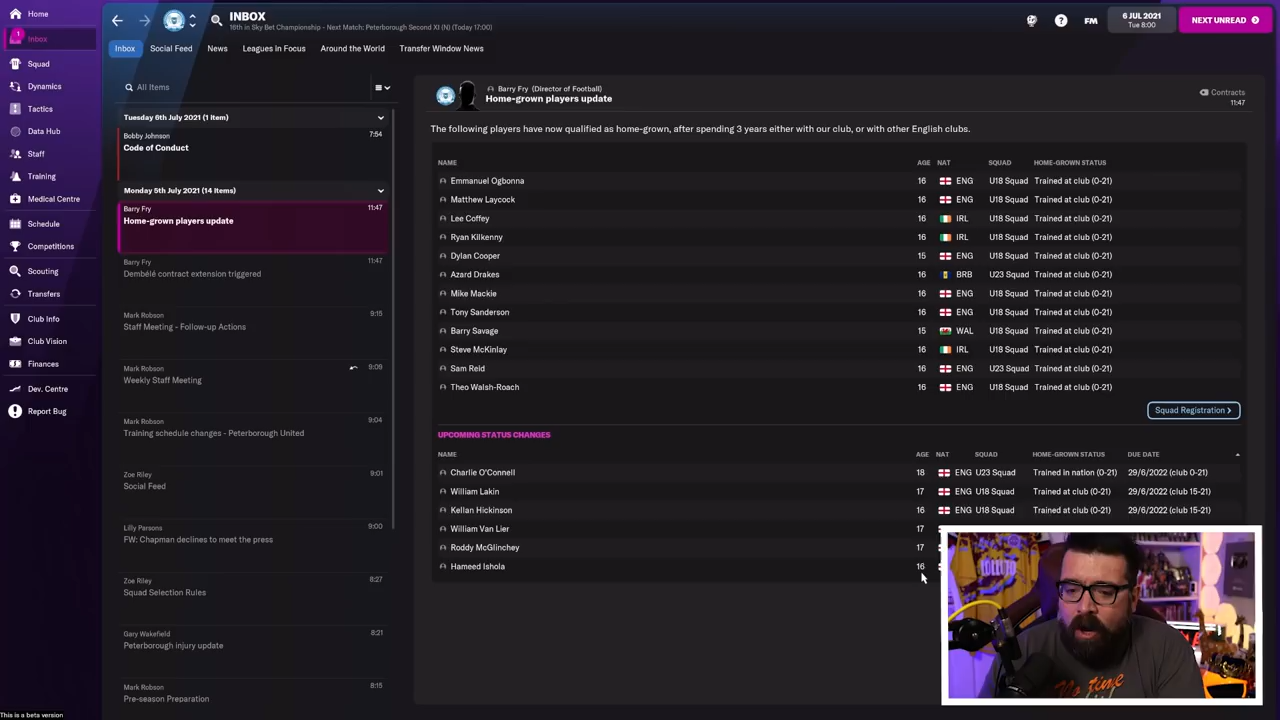 Home
INBOX
16th in Sky Bet Championship - Next Match: Peterborough Second XI (N) (Today 17:00)
FM
6 JUL 2021
Tue 8:00
NEXT UNREAD
1
Inbox
Squad
Dynamics
Tactics
Data Hub
Staff
Training
Medical Centre
Schedule
Competitions
Scouting
Transfers
Club Info
Club Vision
Finances
Dev. Centre
Report Bug
This is a beta version
Inbox
Social Feed
News
Leagues in Focus
Around the World
Transfer Window News
All Items
Tuesday 6th July 2021 (1 Item)
Bobby Johnson 7:54
Code of Conduct
Monday 5th July 2021 (14 Items)
Barry Fry 11:47
Home-grown players update
Barry Fry 11:47
Dembélé contract extension triggered
Mark Robson 9:15
Staff Meeting - Follow-up Actions
Mark Robson 9:09
Weekly Staff Meeting
Mark Robson 9:04
Training schedule changes - Peterborough United
Zoe Riley 9:01
Social Feed
Lilly Parsons 9:00
FW: Chapman declines to meet the press
Zoe Riley 8:27
Squad Selection Rules
Gary Wakefield 8:21
Peterborough injury update
Mark Robson 8:15
Pre-season Preparation
Barry Fry (Director of Football)
Home-grown players update
Contracts
11:47
The following players have now qualified as home-grown, after spending 3 years either with our club, or with other English clubs.
NAME AGE NAT SQUAD HOME-GROWN STATUS
Emmanuel Ogbonna 16 ENG U18 Squad Trained at club (0-21)
Matthew Laycock 16 ENG U18 Squad Trained at club (0-21)
Lee Coffey 16 IRL U18 Squad Trained at club (0-21)
Ryan Kilkenny 16 IRL U18 Squad Trained at club (0-21)
Dylan Cooper 15 ENG U18 Squad Trained at club (0-21)
Azard Drakes 16 BRB U23 Squad Trained at club (0-21)
Mike Mackie 16 ENG U18 Squad Trained at club (0-21)
Tony Sanderson 16 ENG U18 Squad Trained at club (0-21)
Barry Savage 15 WAL U18 Squad Trained at club (0-21)
Steve McKinlay 16 IRL U18 Squad Trained at club (0-21)
Sam Reid 16 ENG U23 Squad Trained at club (0-21)
Theo Walsh-Roach 16 ENG U18 Squad Trained at club (0-21)
Squad Registration >
UPCOMING STATUS CHANGES
NAME AGE NAT SQUAD HOME-GROWN STATUS DUE DATE
Charlie O'Connell 18 ENG U23 Squad Trained in nation (0-21) 29/6/2022 (club 0-21)
William Lakin 17 ENG U18 Squad Trained at club (0-21) 29/6/2022 (club 15-21)
Kellan Hickinson 16 ENG U18 Squad Trained at club (0-21) 29/6/2022 (club 15-21)
William Van Lier 17
Roddy McGlinchey 17
Hameed Ishola 16
No time